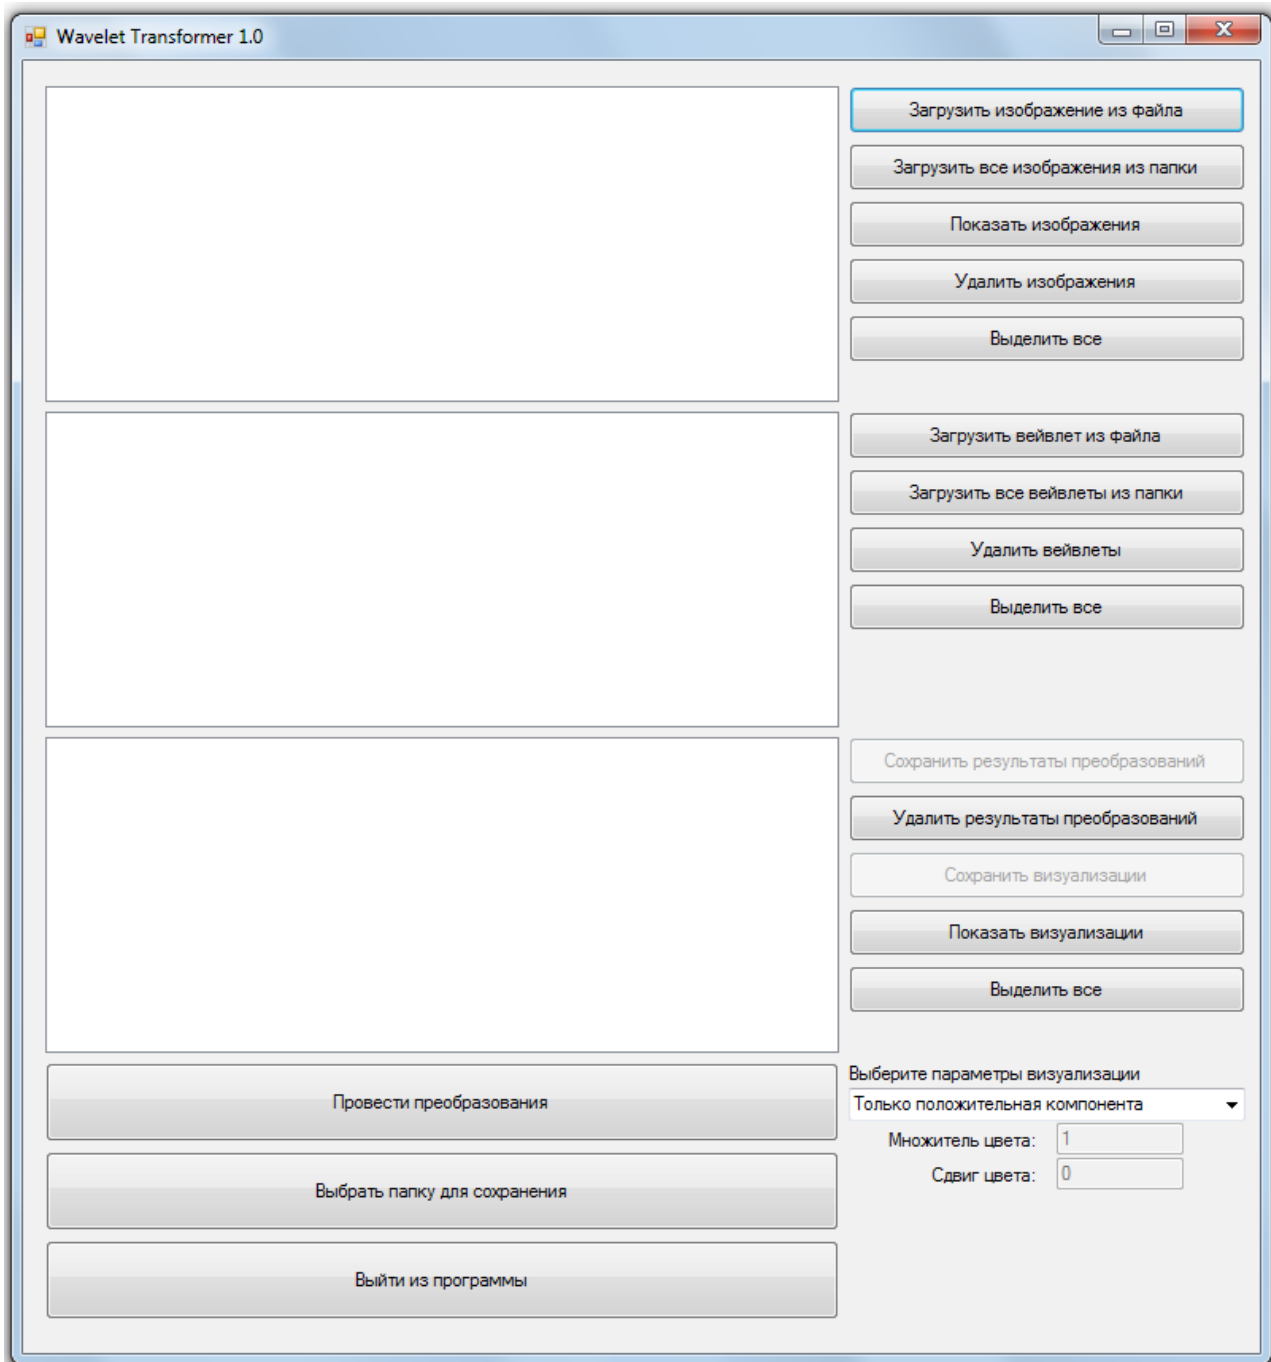 Wavelet Transformer 1.0
Загрузить изображение из файла
Загрузить все изображения из папки
Показать изображения
Удалить изображения
Выделить все
Загрузить вейвлет из файла
Загрузить все вейвлеты из папки
Удалить вейвлеты
Выделить все
Сохранить результаты преобразований
Удалить результаты преобразований
Сохранить визуализации
Показать визуализации
Выделить все
Провести преобразования
Выбрать папку для сохранения
Выйти из программы
Выберите параметры визуализации
Только положительная компонента
Множитель цвета: 1
Сдвиг цвета: 0